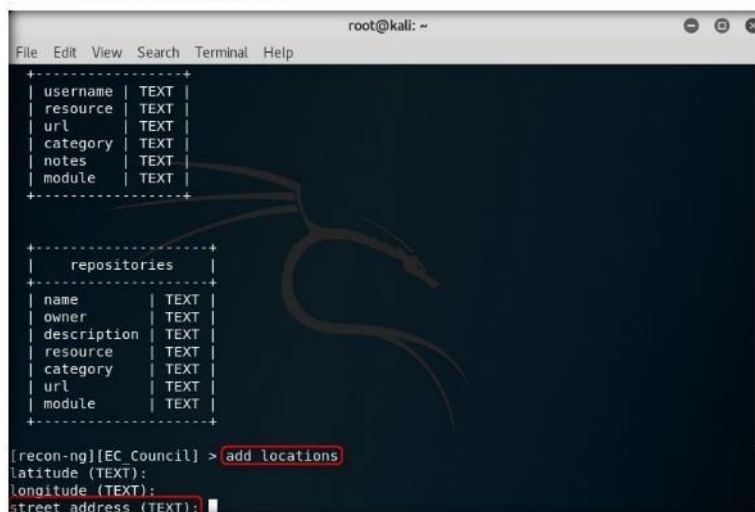 root@kali: ~
File Edit View Search Terminal Help
+------------------+
| username | TEXT |
| resource | TEXT |
| url | TEXT |
| category | TEXT |
| notes | TEXT |
| module | TEXT |
+------------------+
+---------------------+
| repositories |
+---------------------+
| name | TEXT |
| owner | TEXT |
| description | TEXT |
| resource | TEXT |
| category | TEXT |
| url | TEXT |
| module | TEXT |
+---------------------+
[recon-ng][EC_Council] > add locations
latitude (TEXT):
longitude (TEXT):
street_address (TEXT):